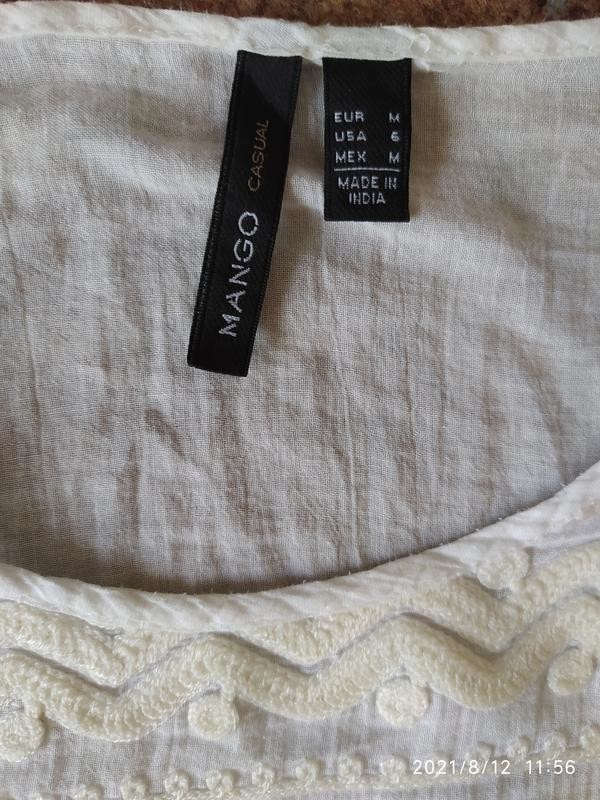 MANGO CASUAL
EUR M
USA 6
MEX M
MADE IN
INDIA
2021/8/12 11:56